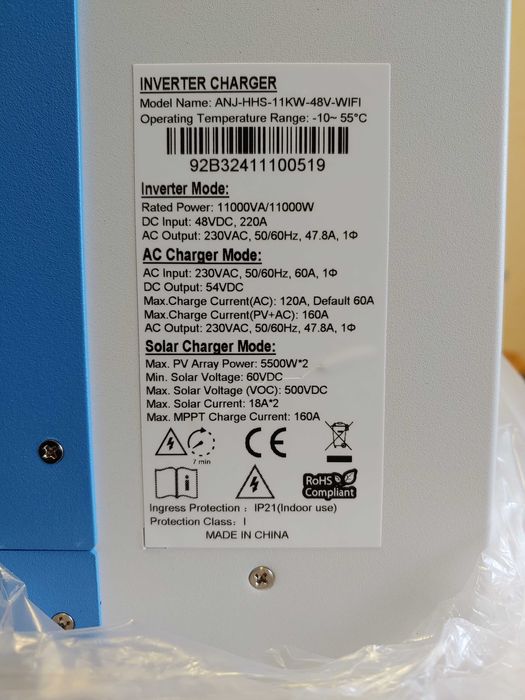 INVERTER CHARGER
Model Name: ANJ-HHS-11KW-48V-WIFI
Operating Temperature Range: -10~ 55°C
92B32411100519
Inverter Mode:
Rated Power: 11000VA/11000W
DC Input: 48VDC, 220A
AC Output: 230VAC, 50/60Hz, 47.8A, 1Φ
AC Charger Mode:
AC Input: 230VAC, 50/60Hz, 60A, 1Φ
DC Output: 54VDC
Max.Charge Current(AC): 120A, Default 60A
Max.Charge Current(PV+AC): 160A
AC Output: 230VAC, 50/60Hz, 47.8A, 1Φ
Solar Charger Mode:
Max. PV Array Power: 5500W*2
Min. Solar Voltage: 60VDC
Max. Solar Voltage (VOC): 500VDC
Max. Solar Current: 18A*2
Max. MPPT Charge Current: 160A
7 min
CE
RoHS
Compliant
Ingress Protection : IP21(Indoor use)
Protection Class: I
MADE IN CHINA